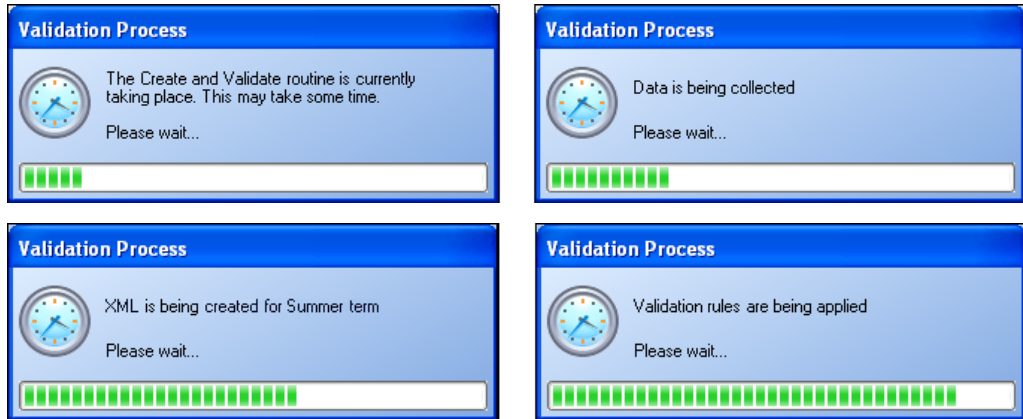 Validation Process
The Create and Validate routine is currently
taking place. This may take some time.
Please wait...
Validation Process
Data is being collected
Please wait...
Validation Process
XML is being created for Summer term
Please wait...
Validation Process
Validation rules are being applied
Please wait...